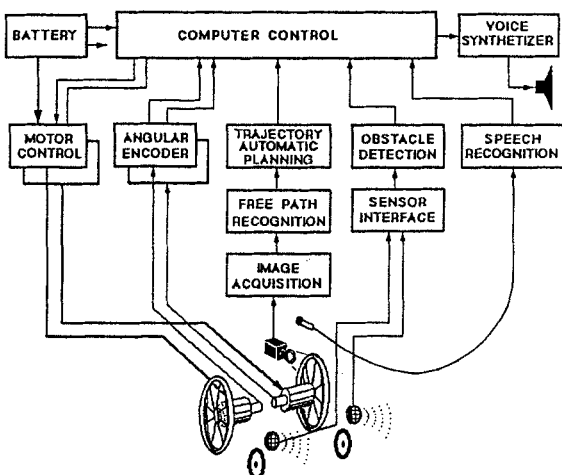 BATTERY
COMPUTER CONTROL
VOICE
SYNTHETIZER
MOTOR
CONTROL
ANGULAR
ENCODER
TRAJECTORY
AUTOMATIC
PLANNING
OBSTACLE
DETECTION
SPEECH
RECOGNITION
FREE PATH
RECOGNITION
SENSOR
INTERFACE
IMAGE
ACQUISITION